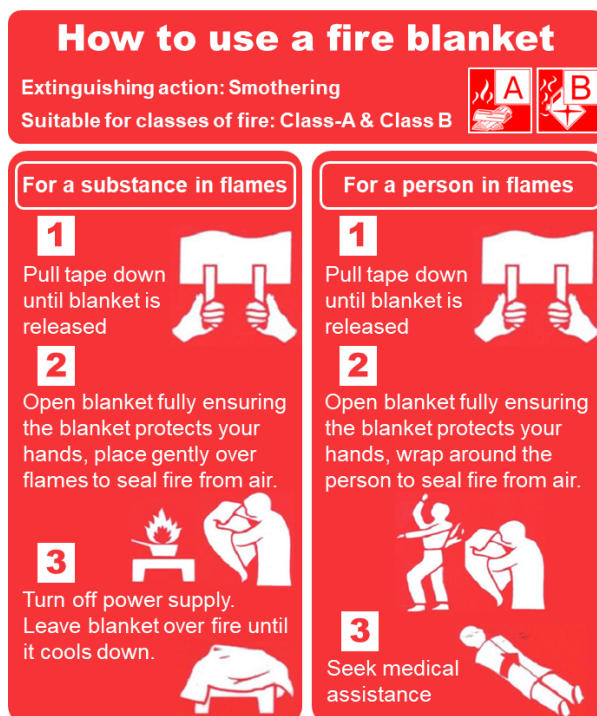 How to use a fire blanket
Extinguishing action: Smothering
Suitable for classes of fire: Class-A & Class B
A
B
For a substance in flames
1
Pull tape down
until blanket is
released
2
Open blanket fully ensuring
the blanket protects your
hands, place gently over
flames to seal fire from air.
3
Turn off power supply.
Leave blanket over fire until
it cools down.
For a person in flames
1
Pull tape down
until blanket is
released
2
Open blanket fully ensuring
the blanket protects your
hands, wrap around the
person to seal fire from air.
3
Seek medical
assistance